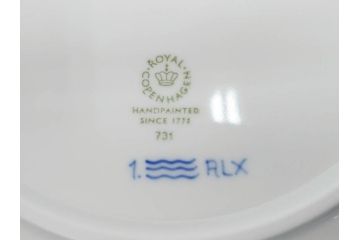 ROYAL COPENHAGEN
HANDPAINTED
SINCE 1775
731
1. RLX